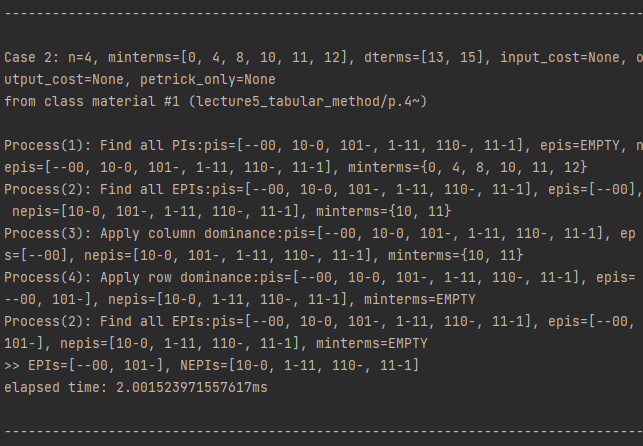 Case 2: n=4, minterms=[0, 4, 8, 10, 11, 12], dterms=[13, 15], input_cost=None, o
utput_cost=None, petrick_only=None
from class material #1 (lecture5_tabular_method/p.4~)
Process(1): Find all PIs:pis=[--00, 10-0, 101-, 1-11, 110-, 11-1], epis=EMPTY, n
epis=[--00, 10-0, 101-, 1-11, 110-, 11-1], minterms={0, 4, 8, 10, 11, 12}
Process(2): Find all EPIs:pis=[--00, 10-0, 101-, 1-11, 110-, 11-1], epis=[--00],
nepis=[10-0, 101-, 1-11, 110-, 11-1], minterms={10, 11}
Process(3): Apply column dominance:pis=[--00, 10-0, 101-, 1-11, 110-, 11-1], ep
s=[--00], nepis=[10-0, 101-, 1-11, 110-, 11-1], minterms={10, 11}
Process(4): Apply row dominance:pis=[--00, 10-0, 101-, 1-11, 110-, 11-1], epis=
--00, 101-], nepis=[10-0, 1-11, 110-, 11-1], minterms=EMPTY
Process(2): Find all EPIs:pis=[--00, 10-0, 101-, 1-11, 110-, 11-1], epis=[--00,
101-], nepis=[10-0, 1-11, 110-, 11-1], minterms=EMPTY
>> EPIs=[--00, 101-], NEPIs=[10-0, 1-11, 110-, 11-1]
elapsed time: 2.001523971557617ms